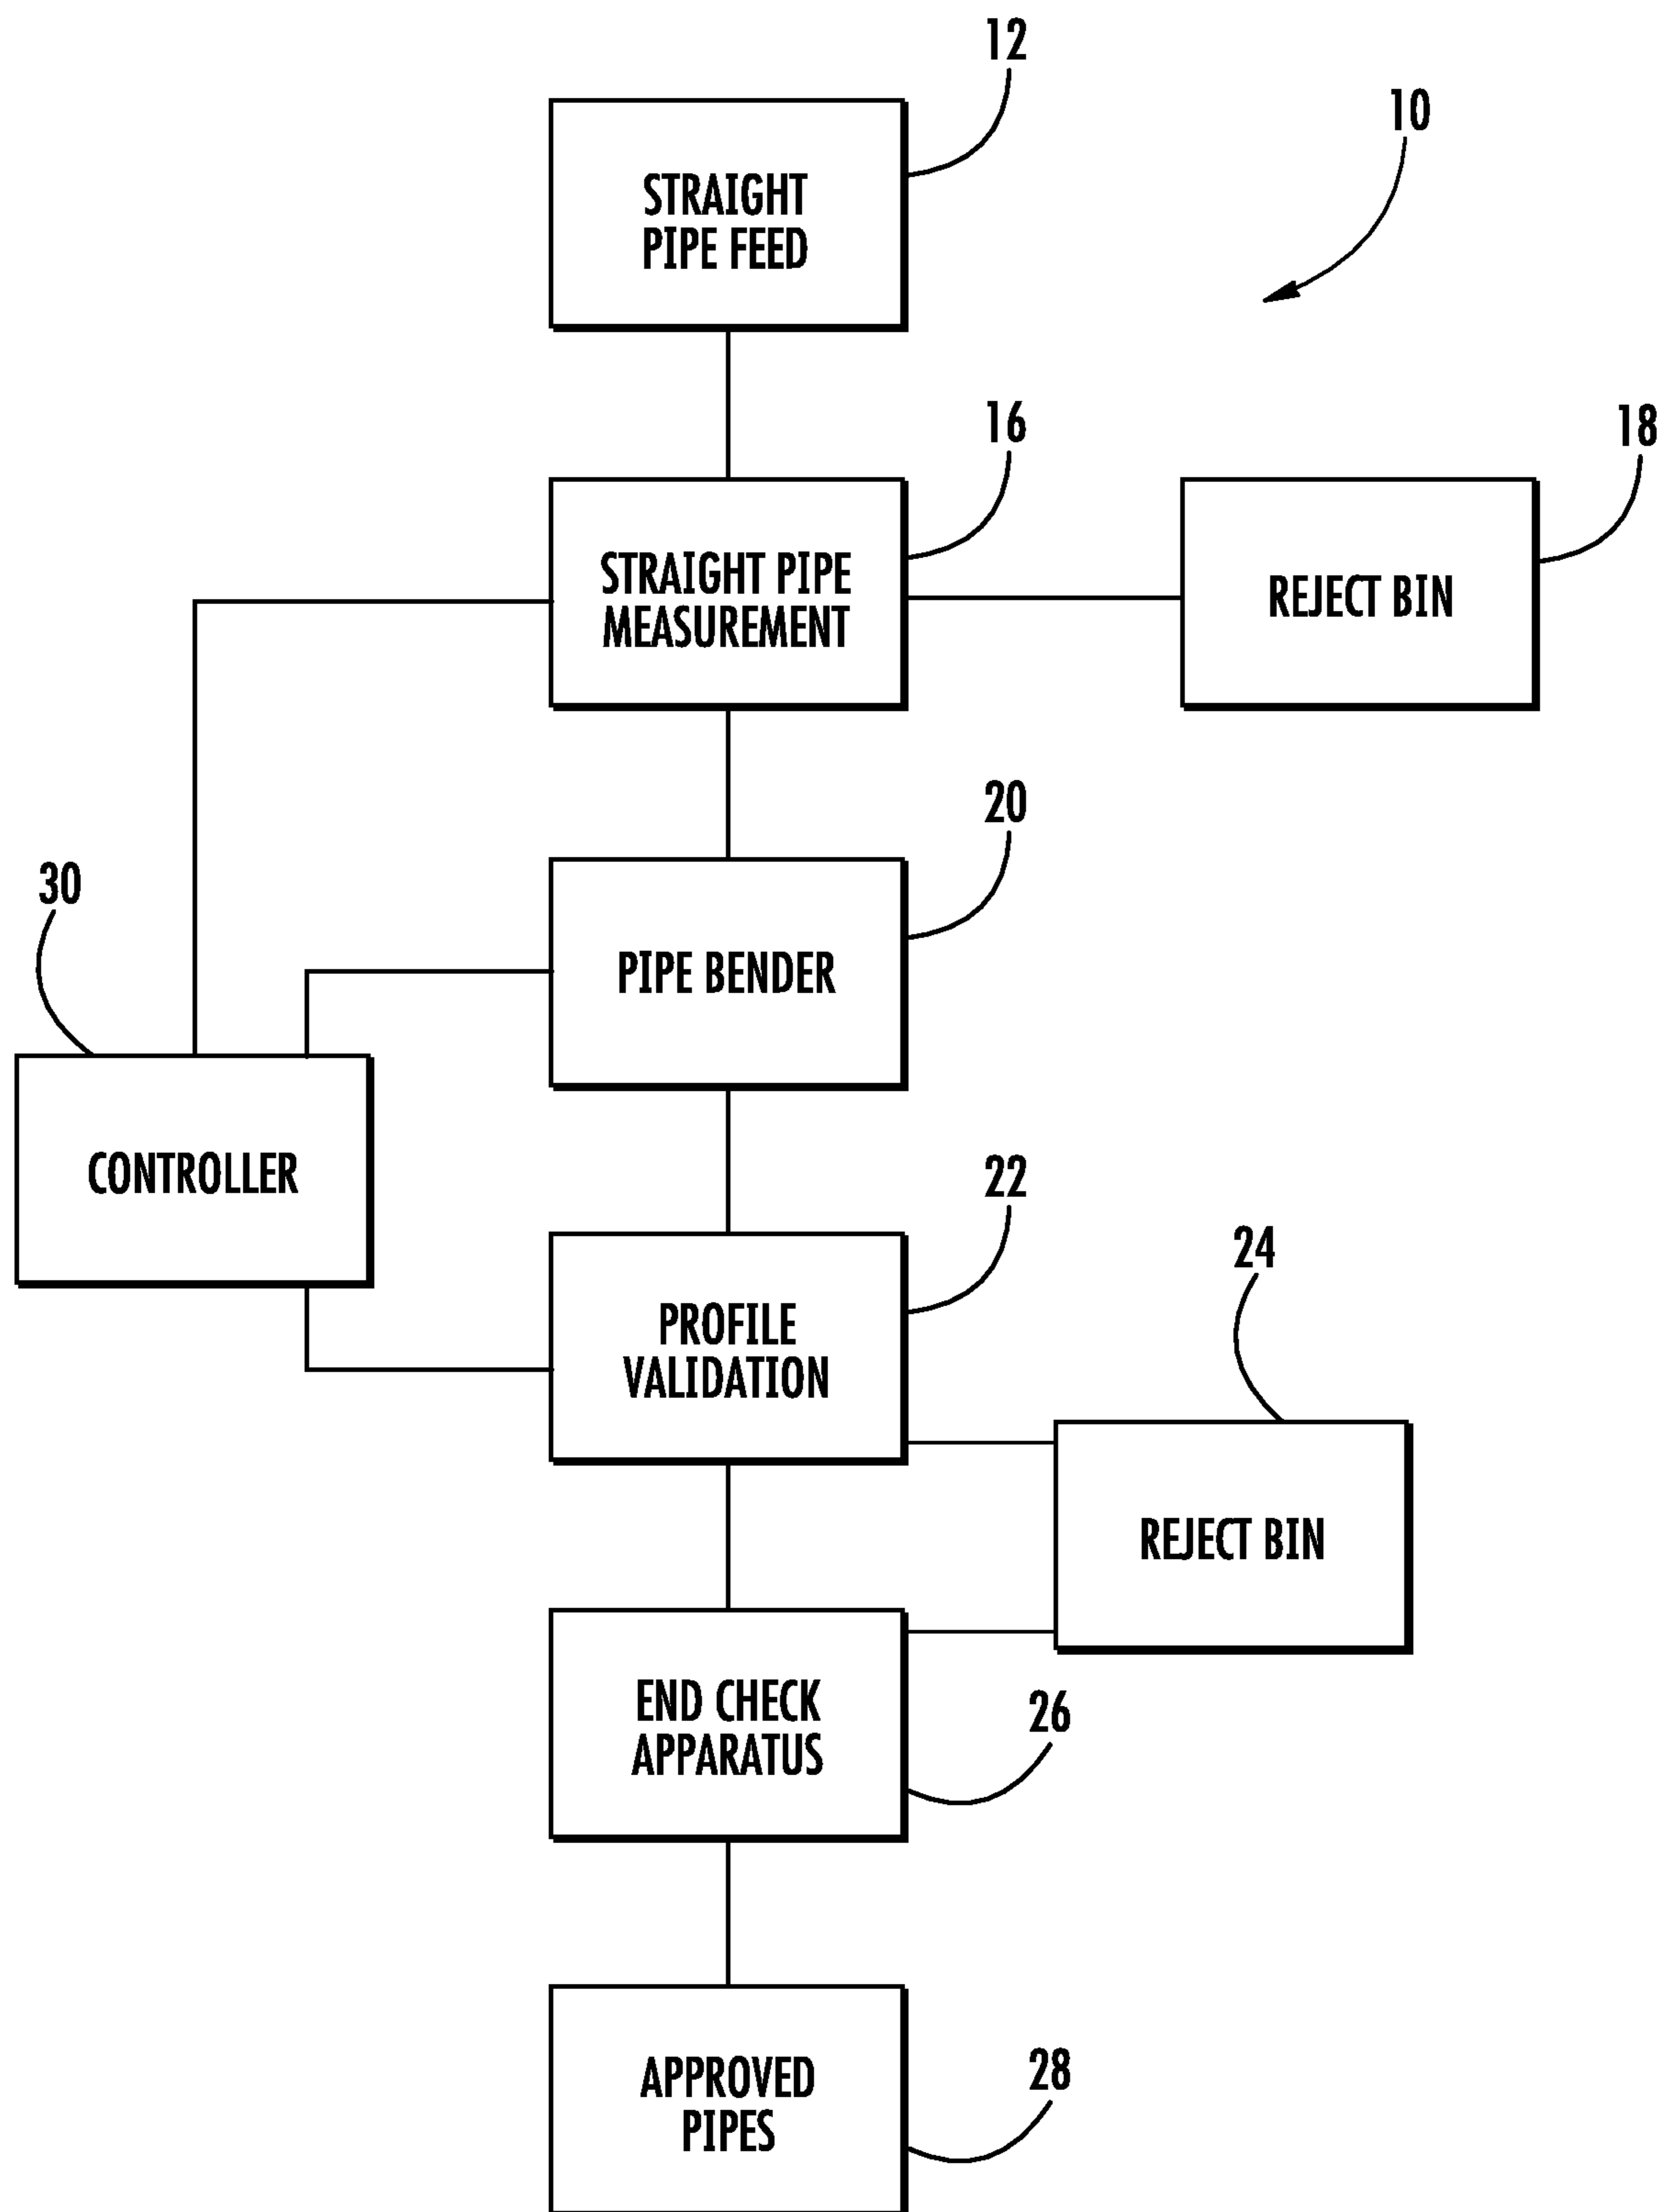 12
10
STRAIGHT
PIPE FEED
16
18
STRAIGHT PIPE
MEASUREMENT
REJECT BIN
20
30
PIPE BENDER
CONTROLLER
22
24
PROFILE
VALIDATION
REJECT BIN
END CHECK
APPARATUS
26
APPROVED
PIPES
28